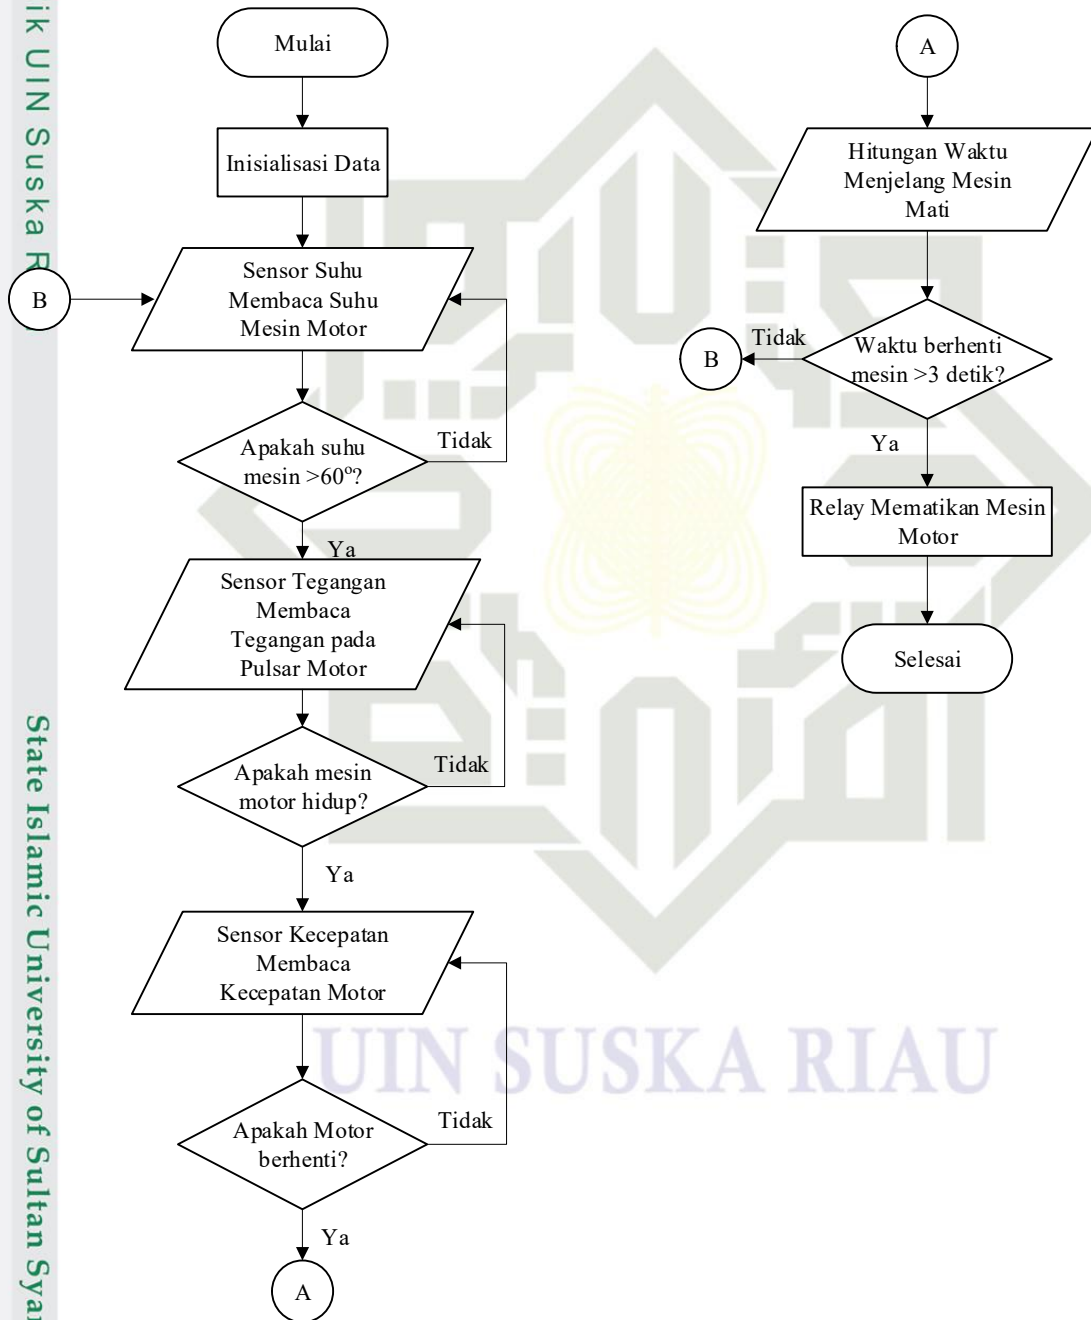 ik UIN Suska R
State Islamic University of Sultan Syar
Mulai
Inisialisasi Data
B
Sensor Suhu
Membaca Suhu
Mesin Motor
Apakah suhu
mesin >60°?
Tidak
Ya
Sensor Tegangan
Membaca
Tegangan pada
Pulsar Motor
Apakah mesin
motor hidup?
Tidak
Ya
Sensor Kecepatan
Membaca
Kecepatan Motor
Apakah Motor
berhenti?
Tidak
Ya
A
A
Hitungan Waktu
Menjelang Mesin
Mati
Waktu berhenti
mesin >3 detik?
Tidak
B
Ya
Relay Mematikan Mesin
Motor
Selesai
UIN SUSKA RIAU